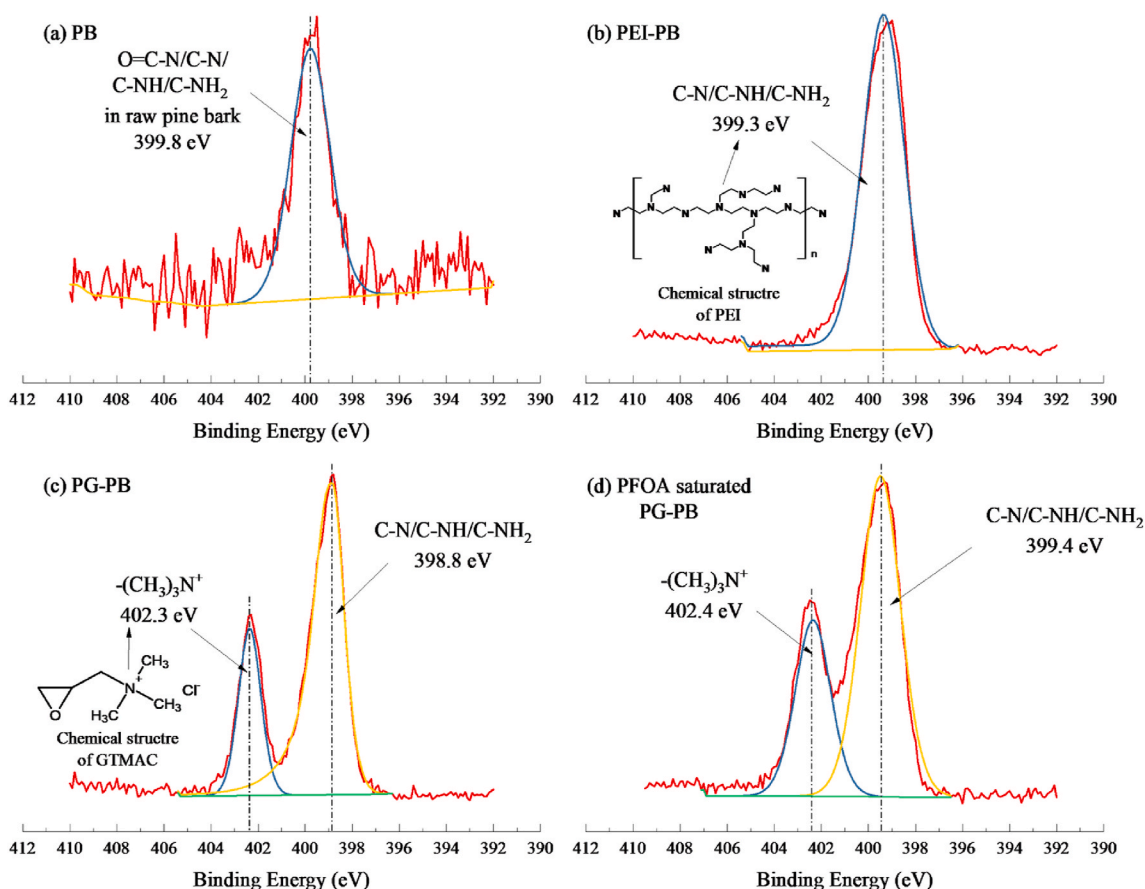 (a) PB
O=C-N/C-N/
C-NH/C-NH₂
in raw pine bark
399.8 eV
412 410 408 406 404 402 400 398 396 394 392 390
Binding Energy (eV)
(b) PEI-PB
C-N/C-NH/C-NH₂
399.3 eV
N N N
N N N N N N N
N N N
n
Chemical structre
of PEI
410 408 406 404 402 400 398 396 394 392 390
Binding Energy (eV)
(c) PG-PB
C-N/C-NH/C-NH₂
398.8 eV
-(CH₃)₃N⁺
402.3 eV
CH₃
N⁺ Cl⁻
O H₃C CH₃
Chemical structre
of GTMAC
412 410 408 406 404 402 400 398 396 394 392 390
Binding Energy (eV)
(d) PFOA saturated
PG-PB
C-N/C-NH/C-NH₂
399.4 eV
-(CH₃)₃N⁺
402.4 eV
410 408 406 404 402 400 398 396 394 392 390
Binding Energy (eV)